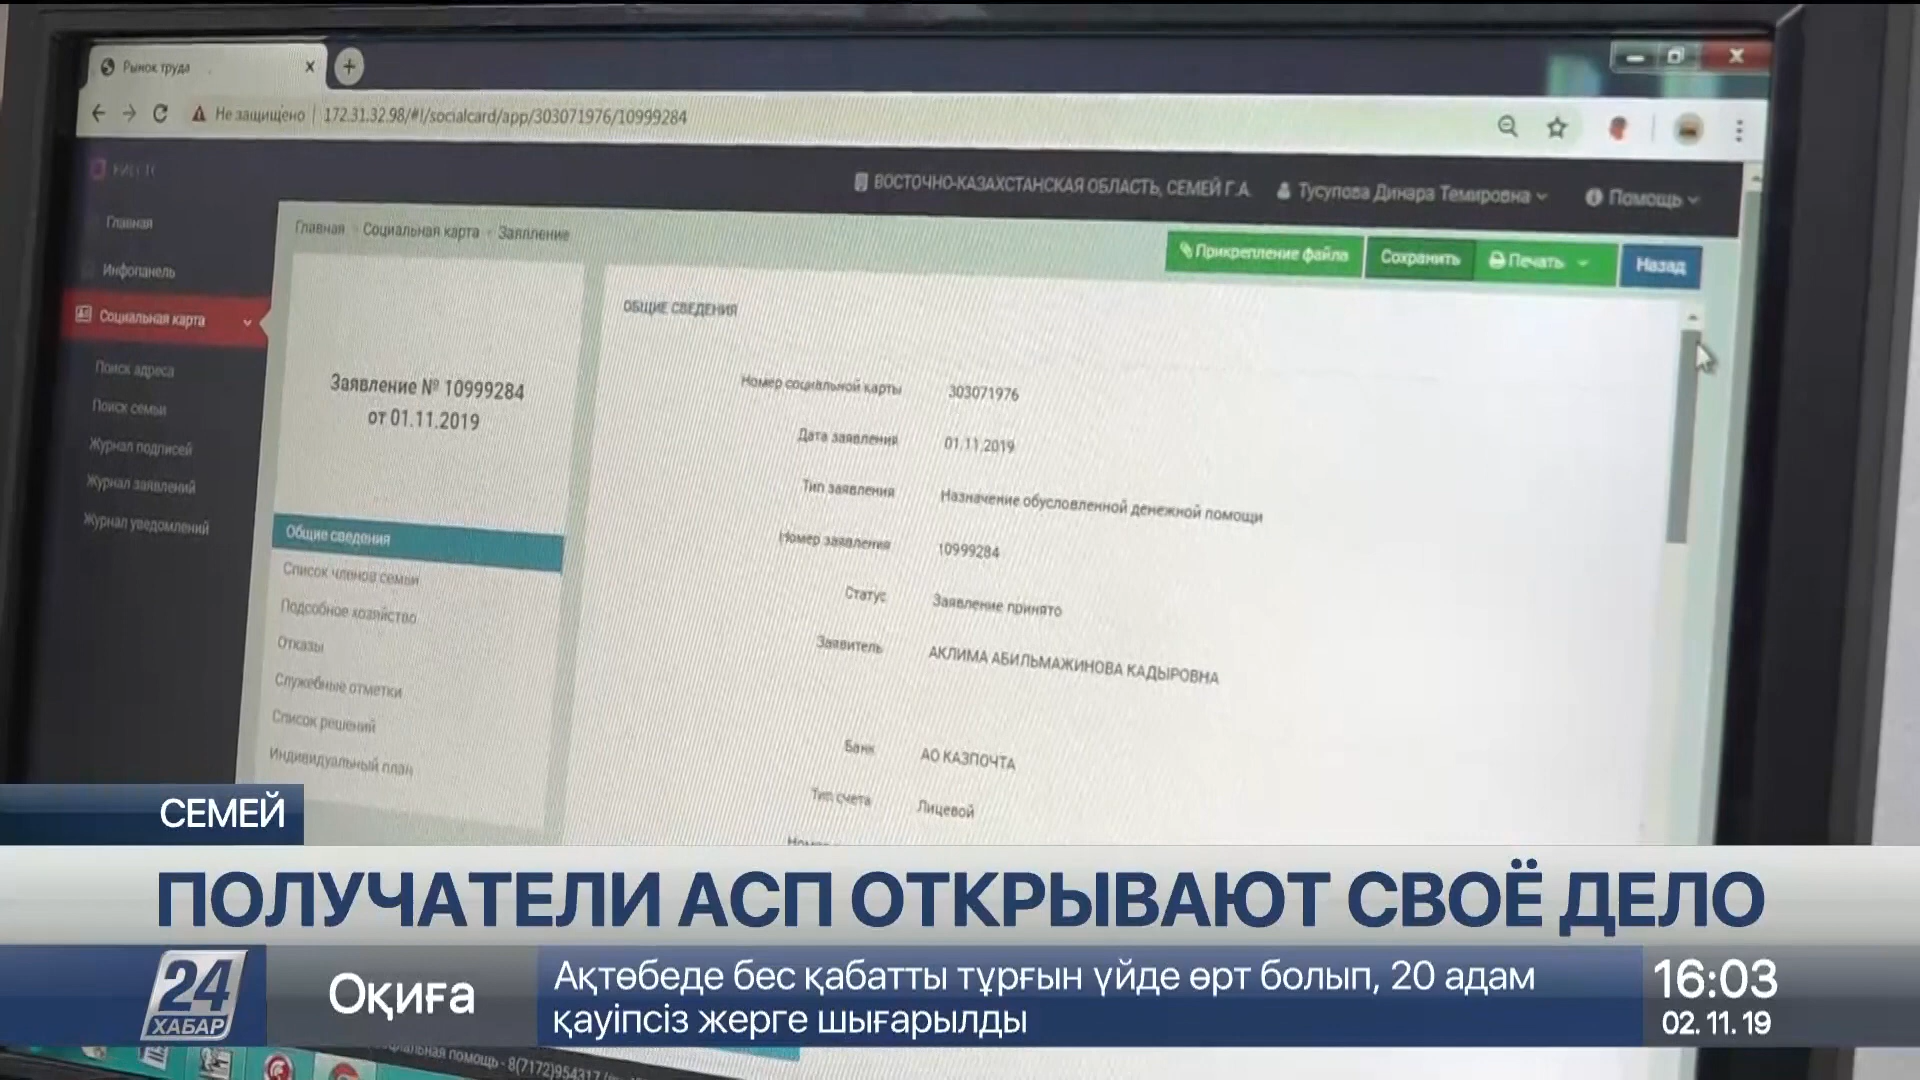 Рынок труда
Не защищено 172.31.32.98/#!/socialcard/app/303071976/10999284
ВОСТОЧНО-КАЗАХСТАНСКАЯ ОБЛАСТЬ, СЕМЕЙ Г.А.
Тусупова Динара Темировна
Помощь
Главная
Инфопанель
Социальная карта
Поиск адреса
Поиск семьи
Журнал подписей
Журнал заявлений
Журнал уведомлений
Главная Социальная карта Заявление
Прикрепление файла
Сохранить
Печать
Назад
Заявление № 10999284
от 01.11.2019
Общие сведения
Список членов семьи
Подсобное хозяйство
Отказы
Служебные отметки
Список решений
Индивидуальный план
ОБЩИЕ СВЕДЕНИЯ
Номер социальной карты 303071976
Дата заявления 01.11.2019
Тип заявления Назначение обусловленной денежной помощи
Номер заявления 10999284
Статус Заявление принято
Заявитель АКЛИМА АБИЛЬМАЖИНОВА КАДЫРОВНА
Банк АО КАЗПОЧТА
Тип счета Лицевой
СЕМЕЙ
ПОЛУЧАТЕЛИ АСП ОТКРЫВАЮТ СВОЁ ДЕЛО
24
ХАБАР
Оқиға
Ақтөбеде бес қабатты тұрғын үйде өрт болып, 20 адам
қауіпсіз жерге шығарылды
16:03
02.11.19
помощь - 8(7172)954317